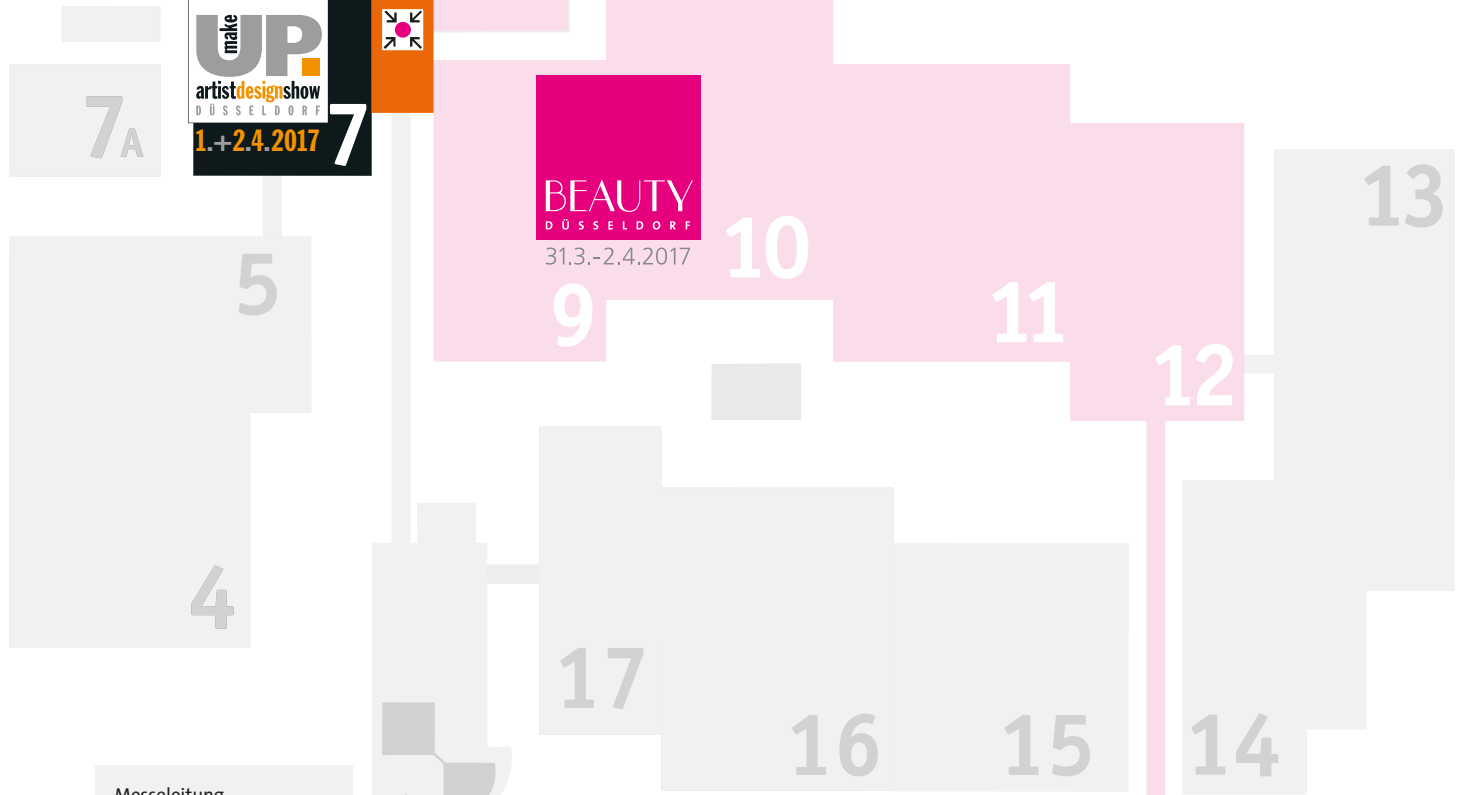 make
UP.
artistdesignshow
DÜSSELDORF
1.+2.4.2017
7
7A
BEAUTY
DÜSSELDORF
31.3.-2.4.2017
9
10
11
12
13
5
4
17
16
15
14
Messeleitung